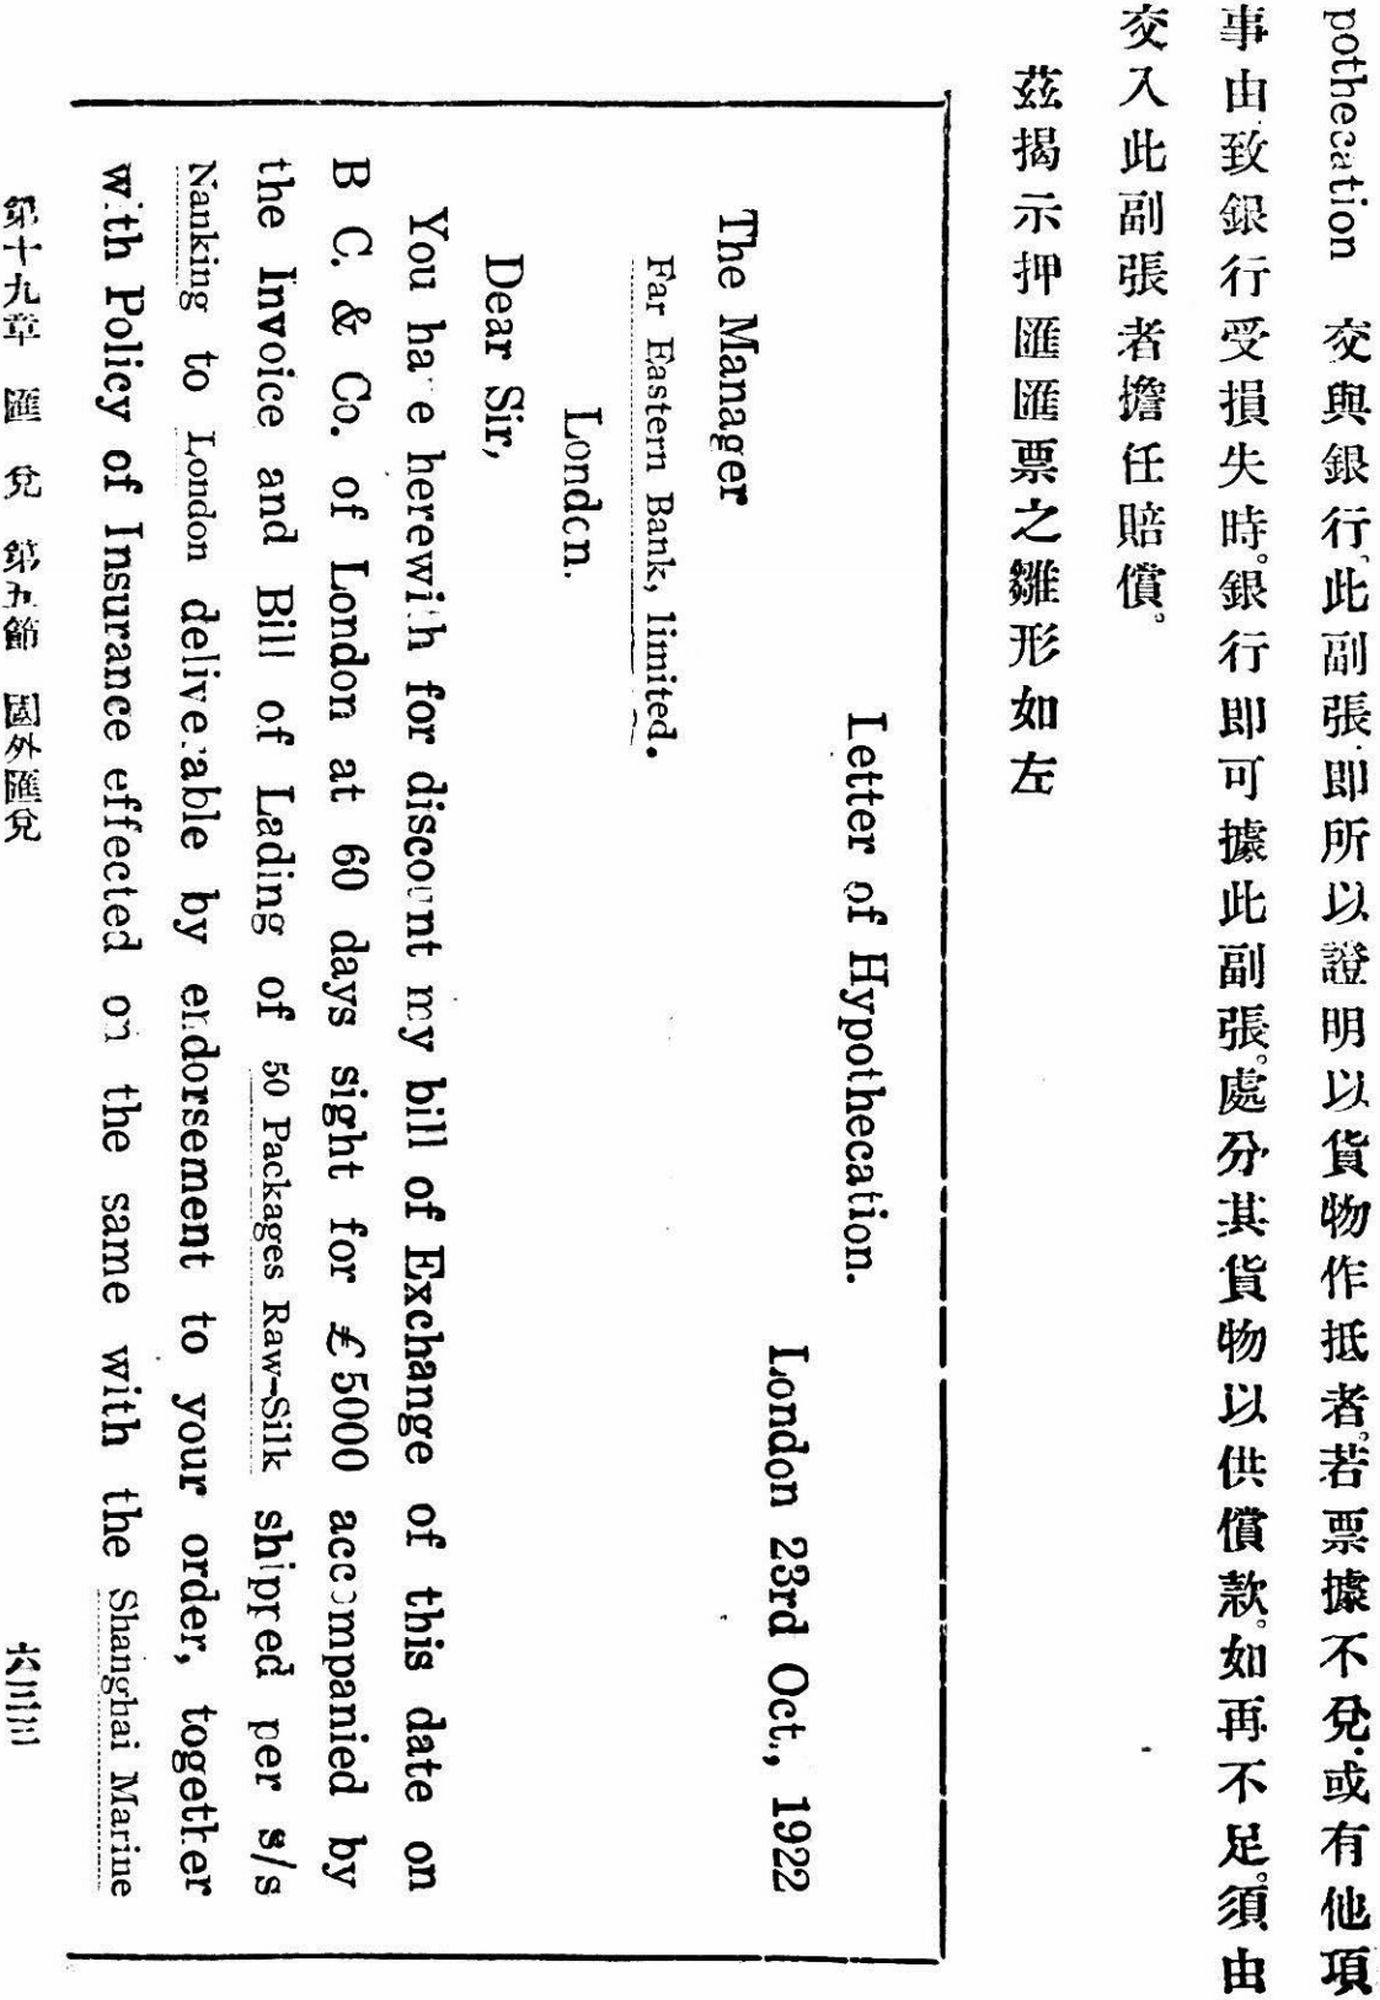 pothecation 交與銀行、此副張、即所以證明以貨物作抵者。若票據不兌、或有他項
事由、致銀行受損失時。銀行即可據此副張。處分其貨物以供償款。如再不足。須由
交入此副張者擔任賠償。
茲揭示押匯匯票之雛形如左
Letter of Hypothecation.
London 23rd Oct., 1922
The Manager
Far Eastern Bank, limited.
London.
Dear Sir,
You have herewith for discount my bill of Exchange of this date on
B C. & Co. of London at 60 days sight for £5000 accompanied by
the Invoice and Bill of Lading of 50 Packages Raw-Silk shipped per s/s
Nanking to London deliverable by endorsement to your order, together
with Policy of Insurance effected on the same with the Shanghai Marine
第十九章 匯兌 第五節 國外匯兌
六三三